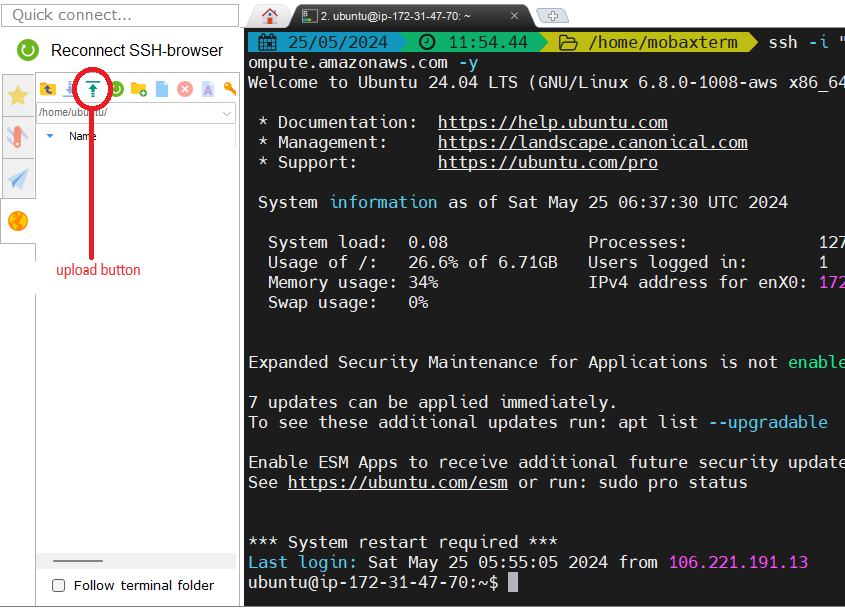 Quick connect...
2. ubuntu@ip-172-31-47-70: ~
Reconnect SSH-browser
25/05/2024 11:54.44 /home/mobaxterm ssh -i "
ompute.amazonaws.com -y
Welcome to Ubuntu 24.04 LTS (GNU/Linux 6.8.0-1008-aws x86_64
/home/ubuntu/
Name
* Documentation: https://help.ubuntu.com
* Management: https://landscape.canonical.com
* Support: https://ubuntu.com/pro
System information as of Sat May 25 06:37:30 UTC 2024
System load: 0.08 Processes: 127
Usage of /: 26.6% of 6.71GB Users logged in: 1
Memory usage: 34% IPv4 address for enX0: 172
Swap usage: 0%
upload button
Expanded Security Maintenance for Applications is not enable
7 updates can be applied immediately.
To see these additional updates run: apt list --upgradable
Enable ESM Apps to receive additional future security update
See https://ubuntu.com/esm or run: sudo pro status
*** System restart required ***
Last login: Sat May 25 05:55:05 2024 from 106.221.191.13
ubuntu@ip-172-31-47-70:~$
Follow terminal folder